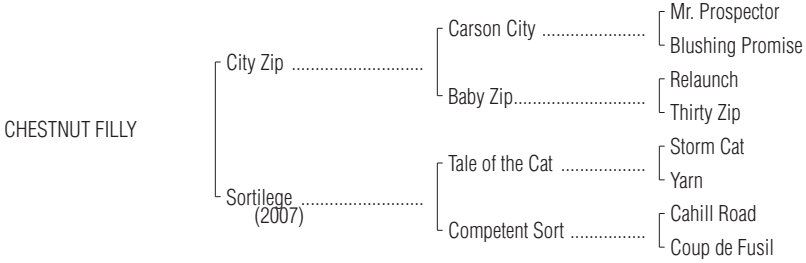 Mr. Prospector
Carson City ......................
Blushing Promise
City Zip ............................
Relaunch
Baby Zip............................
Thirty Zip
CHESTNUT FILLY
Storm Cat
Tale of the Cat ..................
Yarn
Sortilege ..........................
(2007)
Cahill Road
Competent Sort ................
Coup de Fusil